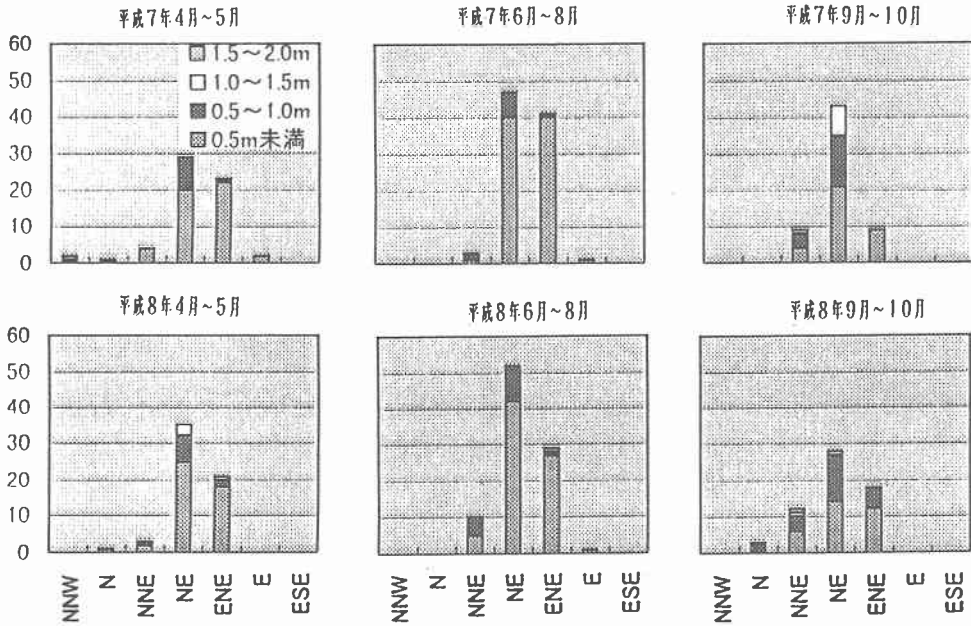 平成7年4月～5月
平成7年6月～8月
平成7年9月～10月
60
50
40
30
20
10
0
1.5～2.0m
1.0～1.5m
0.5～1.0m
0.5m未満
平成8年4月～5月
平成8年6月～8月
平成8年9月～10月
60
50
40
30
20
10
0
NNW
N
NNE
NE
ENE
E
ESE
NNW
N
NNE
NE
ENE
E
ESE
NNW
N
NNE
NE
ENE
E
ESE